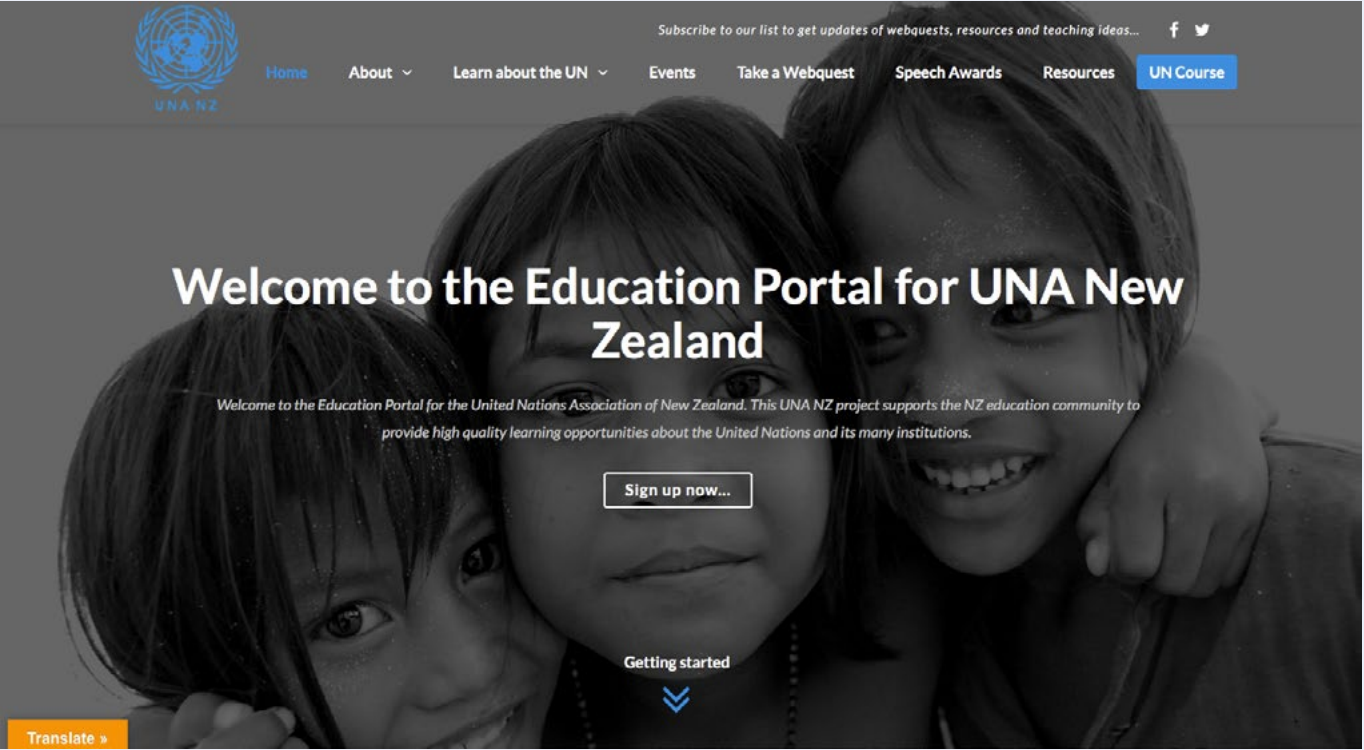 Subscribe to our list to get updates of webquests, resources and teaching ideas...
UNA NZ
Home About Learn about the UN Events Take a Webquest Speech Awards Resources UN Course
Welcome to the Education Portal for UNA New
Zealand
Welcome to the Education Portal for the United Nations Association of New Zealand. This UNA NZ project supports the NZ education community to
provide high quality learning opportunities about the United Nations and its many institutions.
Sign up now...
Getting started
Translate »